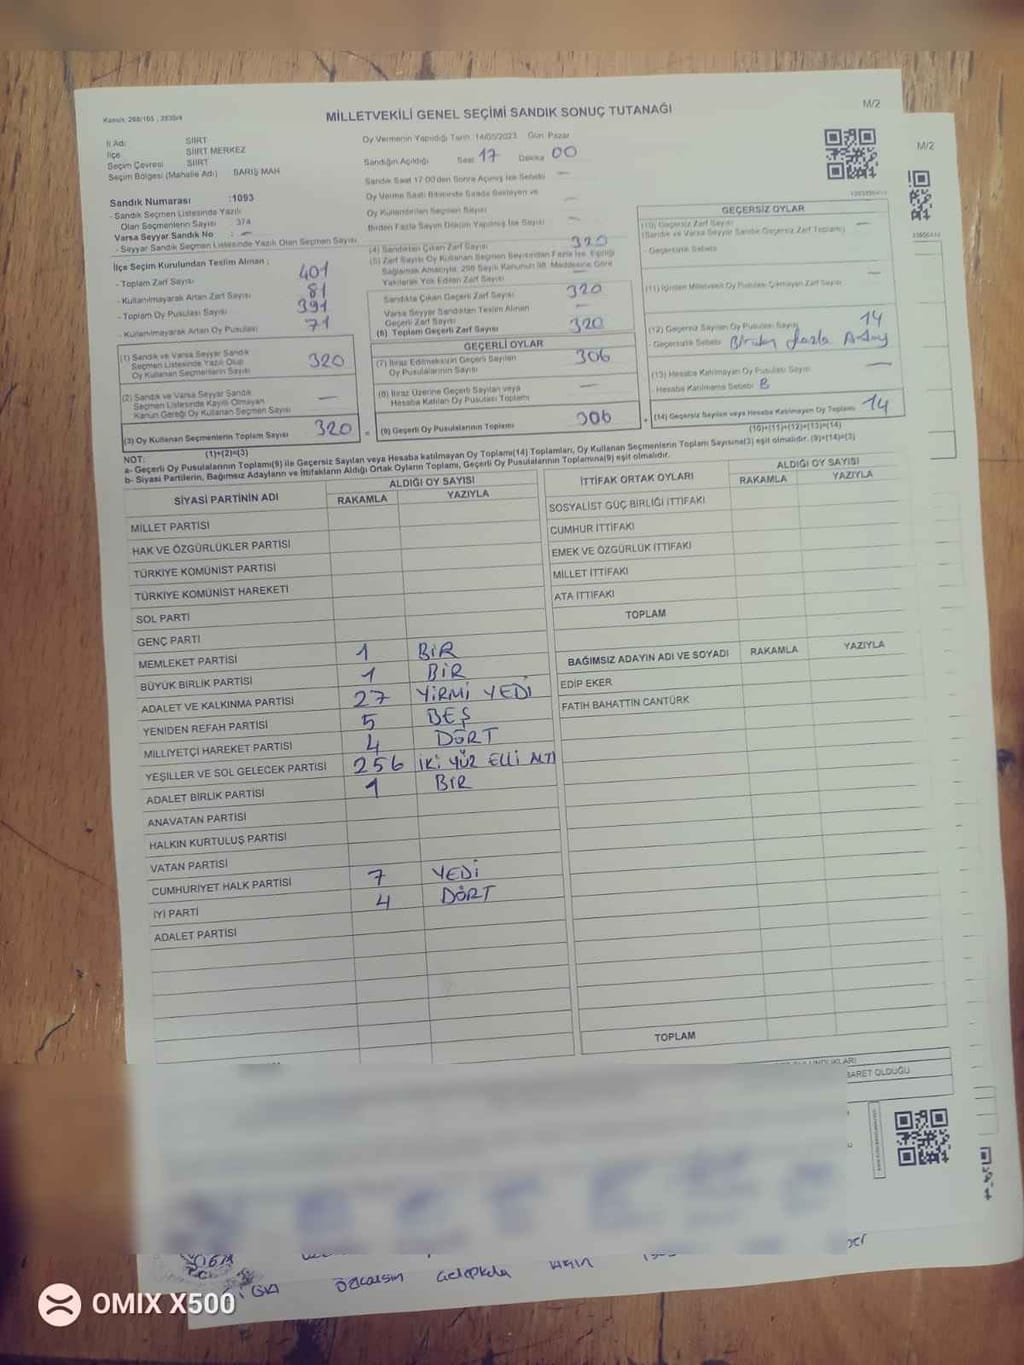 Kanun: 298/105 , 2839/4
MİLLETVEKİLİ GENEL SEÇİMİ SANDIK SONUÇ TUTANAĞI
M/2
M/2
İl Adı: SİİRT
İlçe SİİRT MERKEZ
Seçim Çevresi SİİRT
Seçim Bölgesi (Mahalle Adı) BARIŞ MAH
Oy Vermenin Yapıldığı Tarih: 14/05/2023 Gün: Pazar
Sandığın Açıldığı Saat 17 Dakika 00
Sandık Saat 17:00'den Sonra Açılmış İse Sebebi —
Oy Verme Saati Bitiminde Sırada Bekleyen ve
Oy Kullandırılan Seçmen Sayısı —
Birden Fazla Sayım Döküm Yapılmış İse Sayısı —
Sandık Numarası :1093
- Sandık Seçmen Listesinde Yazılı
Olan Seçmenlerin Sayısı 374
Varsa Seyyar Sandık No : —
- Seyyar Sandık Seçmen Listesinde Yazılı Olan Seçmen Sayısı
İlçe Seçim Kurulundan Teslim Alınan :
- Toplam Zarf Sayısı 401
- Kullanılmayarak Artan Zarf Sayısı 81
- Toplam Oy Pusulası Sayısı 391
- Kullanılmayarak Artan Oy Pusulası 71
(1) Sandık ve Varsa Seyyar Sandık
Seçmen Listesinde Yazılı Olup
Oy Kullanan Seçmenlerin Sayısı 320
(2) Sandık ve Varsa Seyyar Sandık
Seçmen Listesinde Kayıtlı Olmayan
Kanun Gereği Oy Kullanan Seçmen Sayısı —
(3) Oy Kullanan Seçmenlerin Toplam Sayısı 320
(1)+(2)=(3)
(4) Sandıktan Çıkan Zarf Sayısı 320
(5) Zarf Sayısı Oy Kullanan Seçmen Sayısından Fazla İse, Eşitliği
Sağlamak Amacıyla, 298 Sayılı Kanunun 98. Maddesine Göre
Yakılarak Yok Edilen Zarf Sayısı —
Sandıkta Çıkan Geçerli Zarf Sayısı 320
Varsa Seyyar Sandıktan Teslim Alınan
Geçerli Zarf Sayısı —
(6) Toplam Geçerli Zarf Sayısı 320
GEÇERLİ OYLAR
(7) İtiraz Edilmeksizin Geçerli Sayılan
Oy Pusulalarının Sayısı 306
(8) İtiraz Üzerine Geçerli Sayılan veya
Hesaba Katılan Oy Pusulası Toplamı —
(9) Geçerli Oy Pusulalarının Toplamı 306
GEÇERSİZ OYLAR
(10) Geçersiz Zarf Sayısı
(Sandık ve Varsa Seyyar Sandık Geçersiz Zarf Toplamı) —
- Geçersizlik Sebebi
(11) İçinden Milletvekili Oy Pusulası Çıkmayan Zarf Sayısı —
(12) Geçersiz Sayılan Oy Pusulası Sayısı 14
- Geçersizlik Sebebi Birden fazla Aday
(13) Hesaba Katılmayan Oy Pusulası Sayısı —
- Hesaba Katılmama Sebebi
(14) Geçersiz Sayılan veya Hesaba Katılmayan Oy Toplamı 14
(10)+(11)+(12)+(13)=(14)
NOT:
a- Geçerli Oy Pusulalarının Toplamı(9) ile Geçersiz Sayılan veya Hesaba katılmayan Oy Toplamı(14) Toplamları, Oy Kullanan Seçmenlerin Toplam Sayısına(3) eşit olmalıdır. (9)+(14)=(3)
b- Siyasi Partilerin, Bağımsız Adayların ve İttifakların Aldığı Ortak Oyların Toplamı, Geçerli Oy Pusulalarının Toplamına(9) eşit olmalıdır.
SİYASİ PARTİNİN ADI ALDIĞI OY SAYISI
RAKAMLA YAZIYLA
MİLLET PARTİSİ
HAK VE ÖZGÜRLÜKLER PARTİSİ
TÜRKİYE KOMÜNİST PARTİSİ
TÜRKİYE KOMÜNİST HAREKETİ
SOL PARTİ
GENÇ PARTİ
MEMLEKET PARTİSİ 1 BİR
BÜYÜK BİRLİK PARTİSİ 1 BİR
ADALET VE KALKINMA PARTİSİ 27 YİRMİ YEDİ
YENİDEN REFAH PARTİSİ 5 BEŞ
MİLLİYETÇİ HAREKET PARTİSİ 4 DÖRT
YEŞİLLER VE SOL GELECEK PARTİSİ 256 İKİ YÜZ ELLİ ALTI
ADALET BİRLİK PARTİSİ 1 BİR
ANAVATAN PARTİSİ
HALKIN KURTULUŞ PARTİSİ
VATAN PARTİSİ
CUMHURİYET HALK PARTİSİ 7 YEDİ
İYİ PARTİ 4 DÖRT
ADALET PARTİSİ
İTTİFAK ORTAK OYLARI ALDIĞI OY SAYISI
RAKAMLA YAZIYLA
SOSYALİST GÜÇ BİRLİĞİ İTTİFAKI
CUMHUR İTTİFAKI
EMEK VE ÖZGÜRLÜK İTTİFAKI
MİLLET İTTİFAKI
ATA İTTİFAKI
TOPLAM
BAĞIMSIZ ADAYIN ADI VE SOYADI RAKAMLA YAZIYLA
EDİP EKER
FATİH BAHATTİN CANTÜRK
TOPLAM
BARET OLDUĞU
OMIX X500